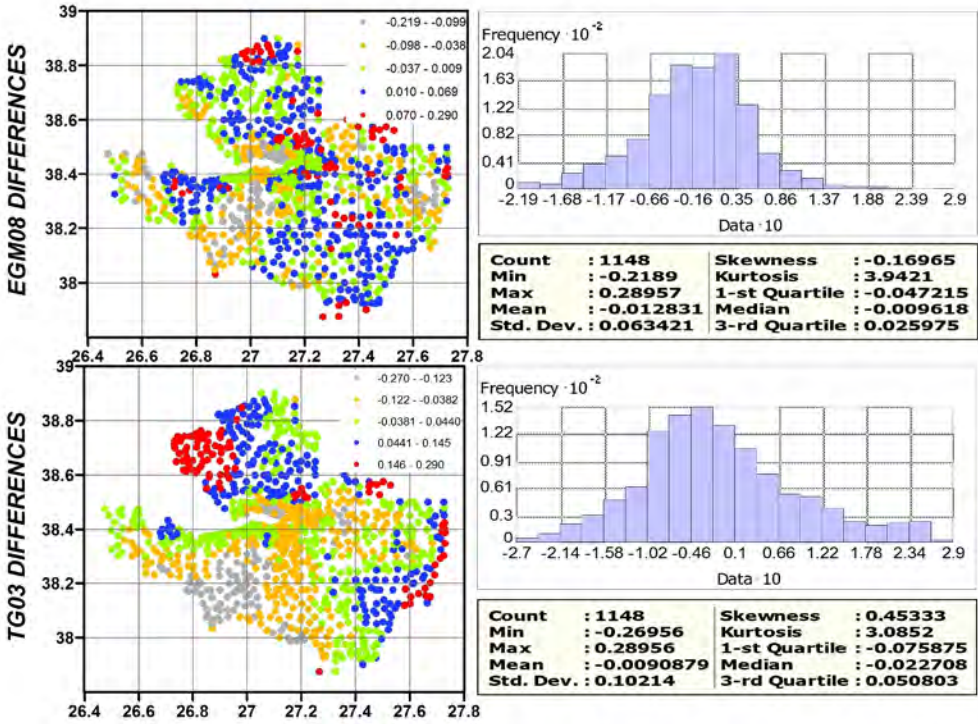 EGM08 DIFFERENCES
39
38.8
38.6
38.4
38.2
38
26.4 26.6 26.8 27 27.2 27.4 27.6 27.8
-0.219 - -0.099
-0.098 - -0.038
-0.037 - 0.009
0.010 - 0.069
0.070 - 0.290
Frequency · 10⁻²
2.04
1.63
1.22
0.82
0.41
0
-2.19 -1.68 -1.17 -0.66 -0.16 0.35 0.86 1.37 1.88 2.39 2.9
Data · 10
Count : 1148 Skewness : -0.16965
Min : -0.2189 Kurtosis : 3.9421
Max : 0.28957 1-st Quartile : -0.047215
Mean : -0.012831 Median : -0.009618
Std. Dev. : 0.063421 3-rd Quartile : 0.025975
TG03 DIFFERENCES
39
38.8
38.6
38.4
38.2
38
26.4 26.6 26.8 27 27.2 27.4 27.6 27.8
-0.270 - -0.123
-0.122 - -0.0382
-0.0381 - 0.0440
0.0441 - 0.145
0.146 - 0.290
Frequency · 10⁻²
1.52
1.22
0.91
0.61
0.3
0
-2.7 -2.14 -1.58 -1.02 -0.46 0.1 0.66 1.22 1.78 2.34 2.9
Data · 10
Count : 1148 Skewness : 0.45333
Min : -0.26956 Kurtosis : 3.0852
Max : 0.28956 1-st Quartile : -0.075875
Mean : -0.0090879 Median : -0.022708
Std. Dev. : 0.10214 3-rd Quartile : 0.050803